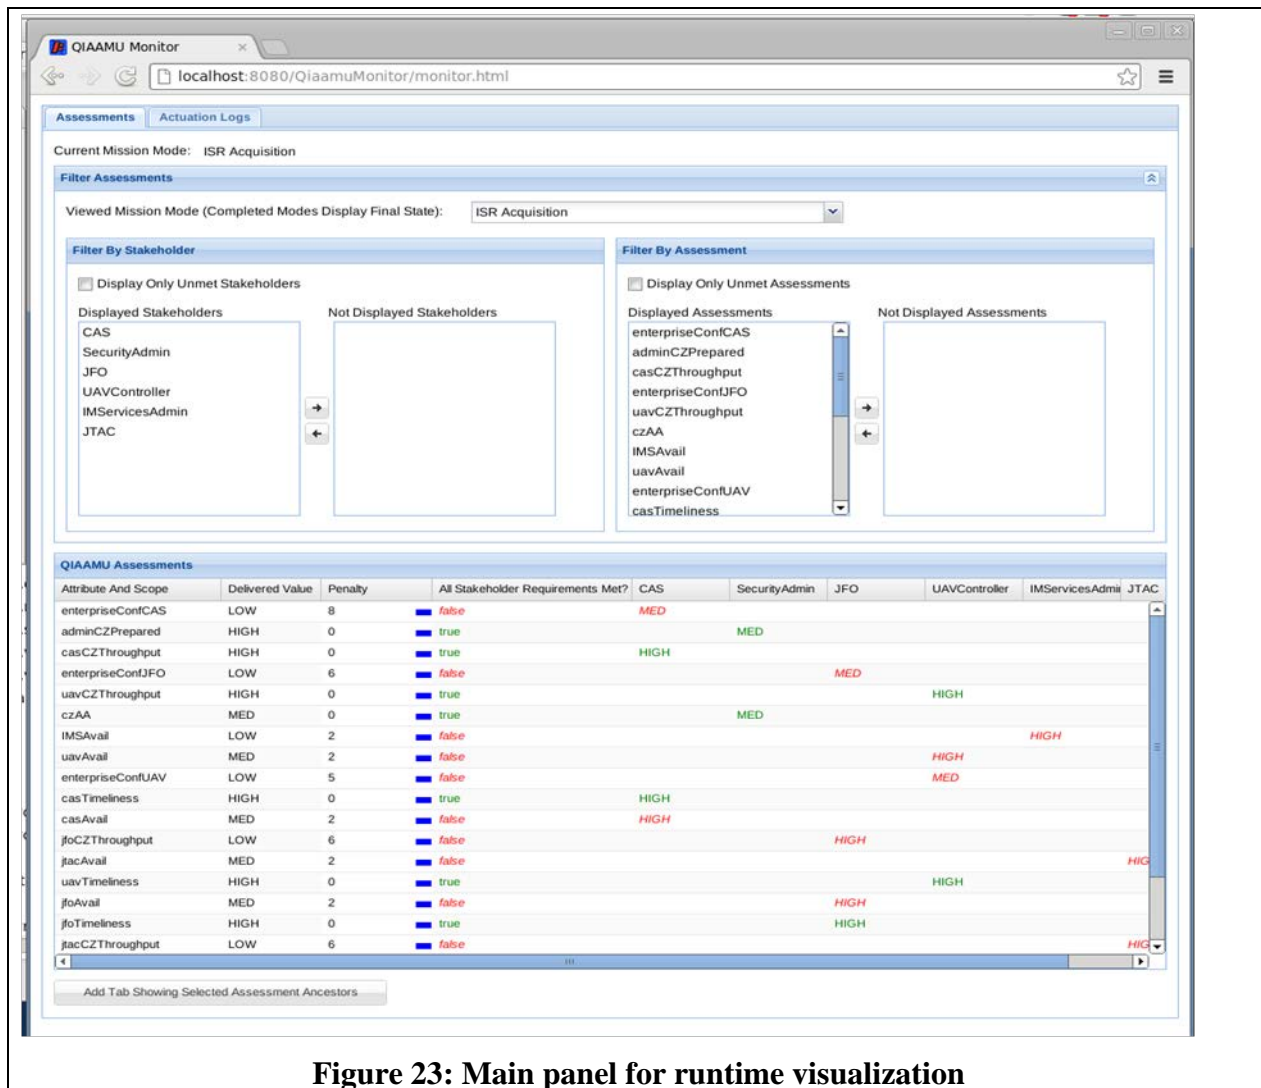 QIAAMU Monitor
localhost:8080/QiaamuMonitor/monitor.html
Assessments Actuation Logs
Current Mission Mode: ISR Acquisition
Filter Assessments
Viewed Mission Mode (Completed Modes Display Final State): ISR Acquisition
Filter By Stakeholder
Display Only Unmet Stakeholders
Displayed Stakeholders Not Displayed Stakeholders
CAS
SecurityAdmin
JFO
UAVController
IMServicesAdmin
JTAC
Filter By Assessment
Display Only Unmet Assessments
Displayed Assessments Not Displayed Assessments
enterpriseConfCAS
adminCZPrepared
casCZThroughput
enterpriseConfJFO
uavCZThroughput
czAA
IMSAvail
uavAvail
enterpriseConfUAV
casTimeliness
QIAAMU Assessments
Attribute And Scope Delivered Value Penalty All Stakeholder Requirements Met? CAS SecurityAdmin JFO UAVController IMServicesAdmi JTAC
enterpriseConfCAS LOW 8 false MED
adminCZPrepared HIGH 0 true MED
casCZThroughput HIGH 0 true HIGH
enterpriseConfJFO LOW 6 false MED
uavCZThroughput HIGH 0 true HIGH
czAA MED 0 true MED
IMSAvail LOW 2 false HIGH
uavAvail MED 2 false HIGH
enterpriseConfUAV LOW 5 false MED
casTimeliness HIGH 0 true HIGH
casAvail MED 2 false HIGH
jfoCZThroughput LOW 6 false HIGH
jtacAvail MED 2 false HIG
uavTimeliness HIGH 0 true HIGH
jfoAvail MED 2 false HIGH
jfoTimeliness HIGH 0 true HIGH
jtacCZThroughput LOW 6 false HIG
Add Tab Showing Selected Assessment Ancestors
Figure 23: Main panel for runtime visualization